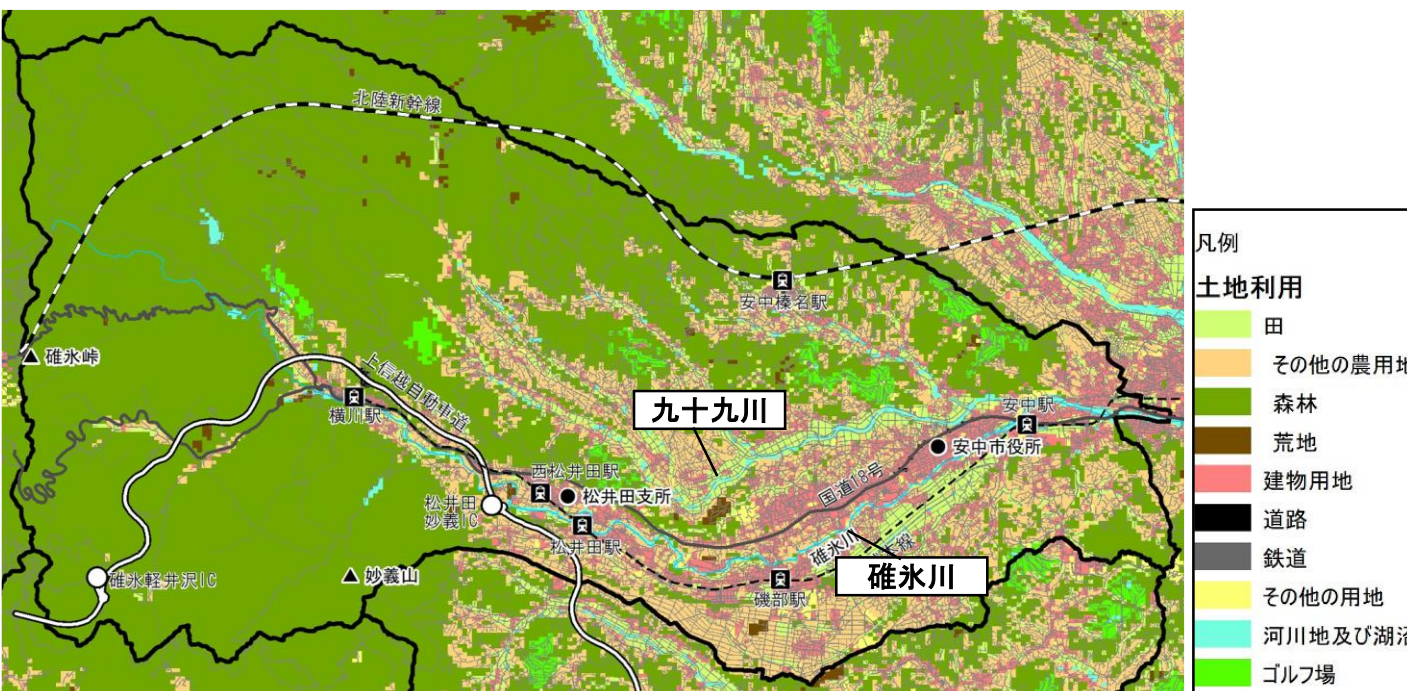 北陸新幹線
安中榛名駅
碓氷峠
上信越自動車道
横川駅
九十九川
安中駅
安中市役所
国道18号
西松井田駅
松井田支所
松井田
妙義IC
松井田駅
碓氷川
本線
碓氷川
磯部駅
碓氷軽井沢IC
妙義山
凡例
土地利用
田
その他の農用地
森林
荒地
建物用地
道路
鉄道
その他の用地
河川地及び湖沼
ゴルフ場